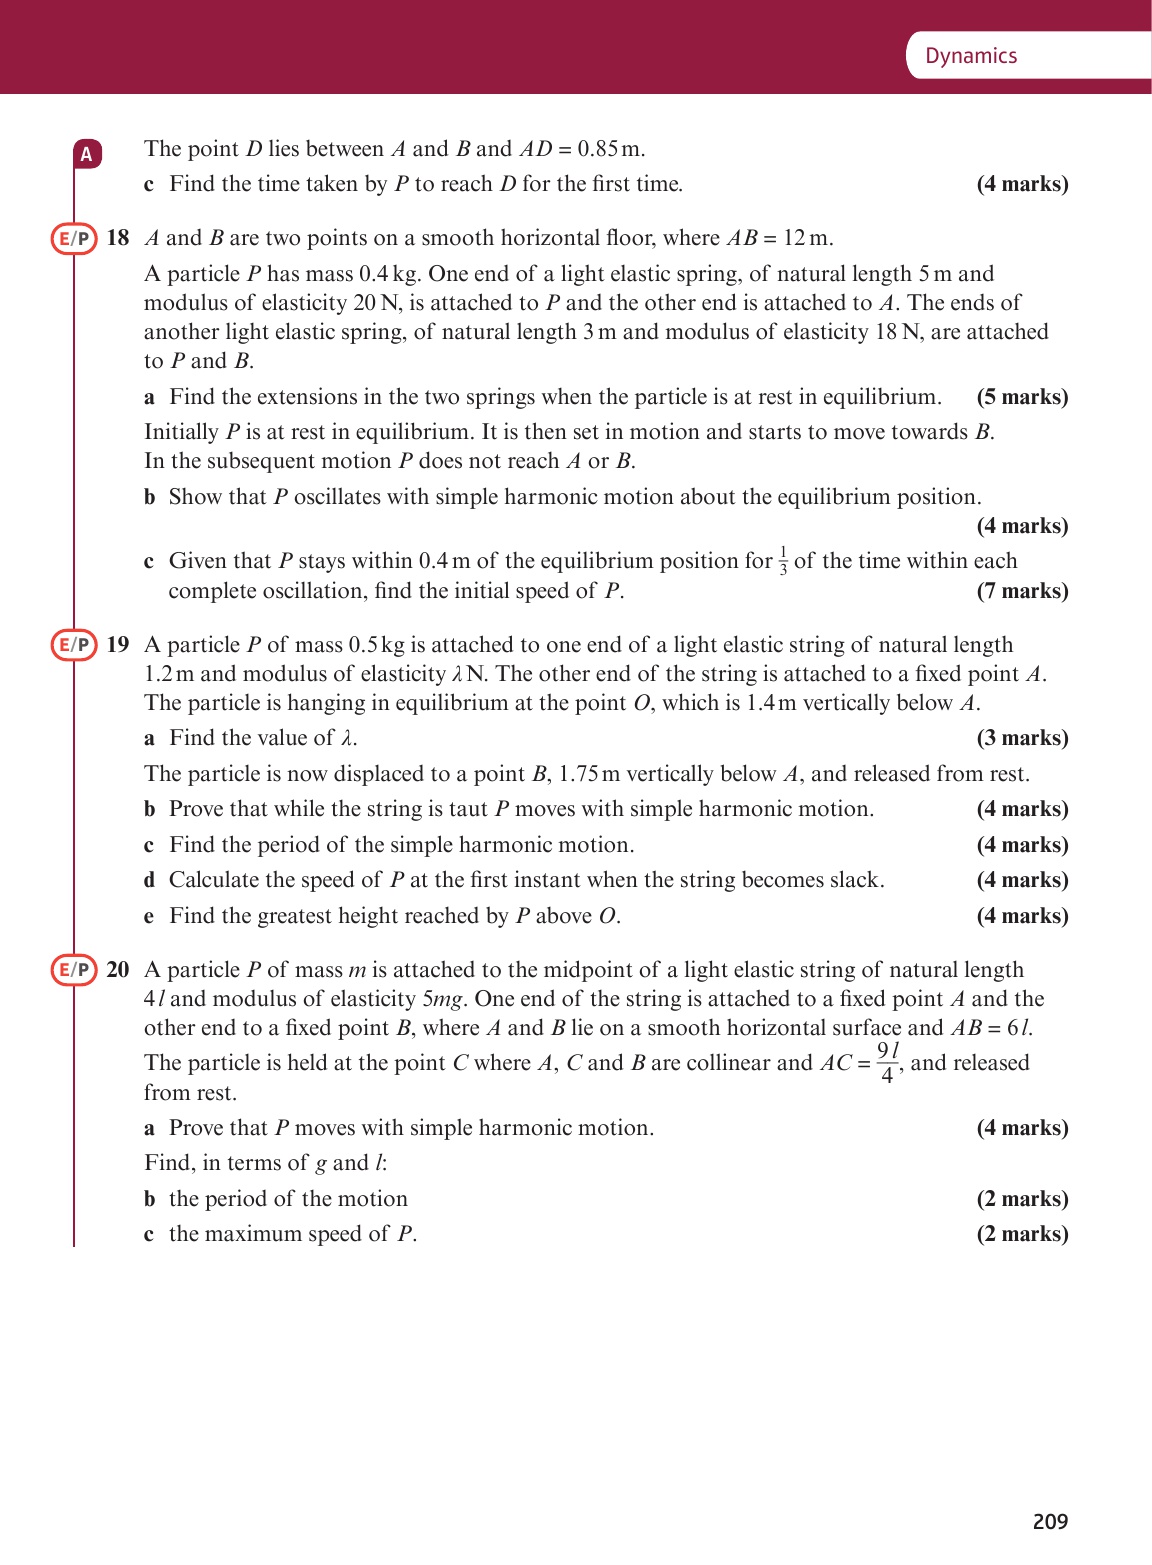 Dynamics
A
The point D lies between A and B and AD = 0.85 m.
c Find the time taken by P to reach D for the first time. (4 marks)
E/P 18 A and B are two points on a smooth horizontal floor, where AB = 12 m.
A particle P has mass 0.4 kg. One end of a light elastic spring, of natural length 5 m and
modulus of elasticity 20 N, is attached to P and the other end is attached to A. The ends of
another light elastic spring, of natural length 3 m and modulus of elasticity 18 N, are attached
to P and B.
a Find the extensions in the two springs when the particle is at rest in equilibrium. (5 marks)
Initially P is at rest in equilibrium. It is then set in motion and starts to move towards B.
In the subsequent motion P does not reach A or B.
b Show that P oscillates with simple harmonic motion about the equilibrium position.
(4 marks)
c Given that P stays within 0.4 m of the equilibrium position for 1/3 of the time within each
complete oscillation, find the initial speed of P. (7 marks)
E/P 19 A particle P of mass 0.5 kg is attached to one end of a light elastic string of natural length
1.2 m and modulus of elasticity λ N. The other end of the string is attached to a fixed point A.
The particle is hanging in equilibrium at the point O, which is 1.4 m vertically below A.
a Find the value of λ. (3 marks)
The particle is now displaced to a point B, 1.75 m vertically below A, and released from rest.
b Prove that while the string is taut P moves with simple harmonic motion. (4 marks)
c Find the period of the simple harmonic motion. (4 marks)
d Calculate the speed of P at the first instant when the string becomes slack. (4 marks)
e Find the greatest height reached by P above O. (4 marks)
E/P 20 A particle P of mass m is attached to the midpoint of a light elastic string of natural length
4l and modulus of elasticity 5mg. One end of the string is attached to a fixed point A and the
other end to a fixed point B, where A and B lie on a smooth horizontal surface and AB = 6l.
The particle is held at the point C where A, C and B are collinear and AC = 9l/4, and released
from rest.
a Prove that P moves with simple harmonic motion. (4 marks)
Find, in terms of g and l:
b the period of the motion (2 marks)
c the maximum speed of P. (2 marks)
209